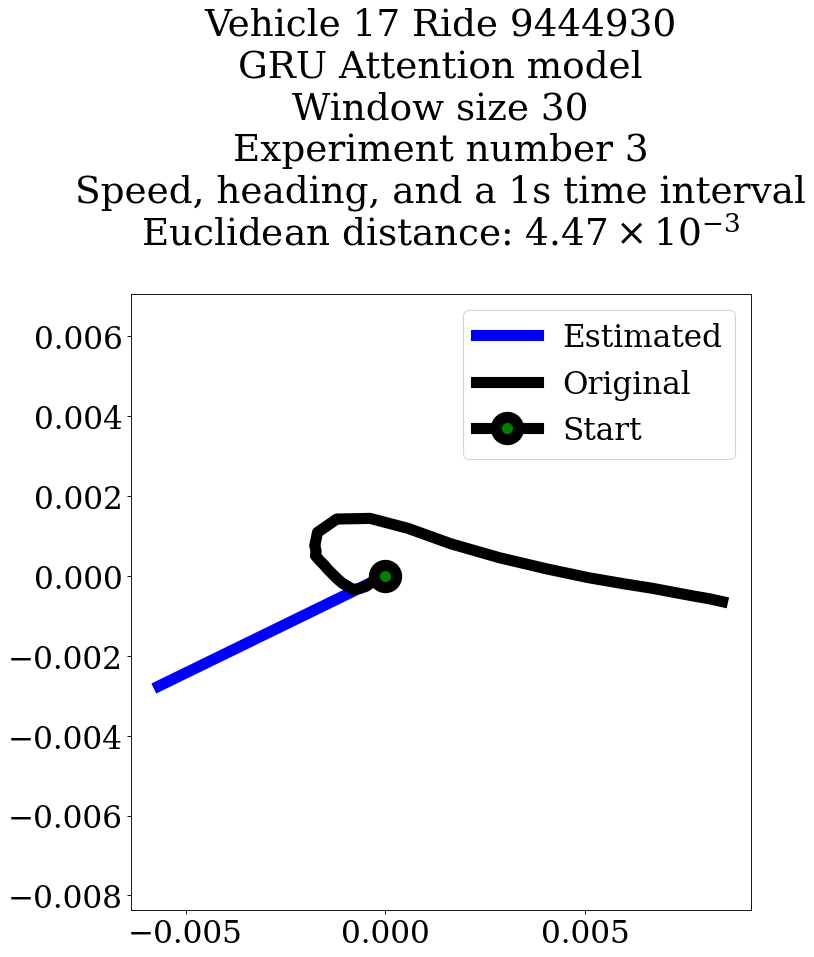 Vehicle 17 Ride 9444930
GRU Attention model
Window size 30
Experiment number 3
Speed, heading, and a 1s time interval
Euclidean distance: 4.47 × 10⁻³
Estimated
Original
Start
0.006
0.004
0.002
0.000
−0.002
−0.004
−0.006
−0.008
−0.005 0.000 0.005